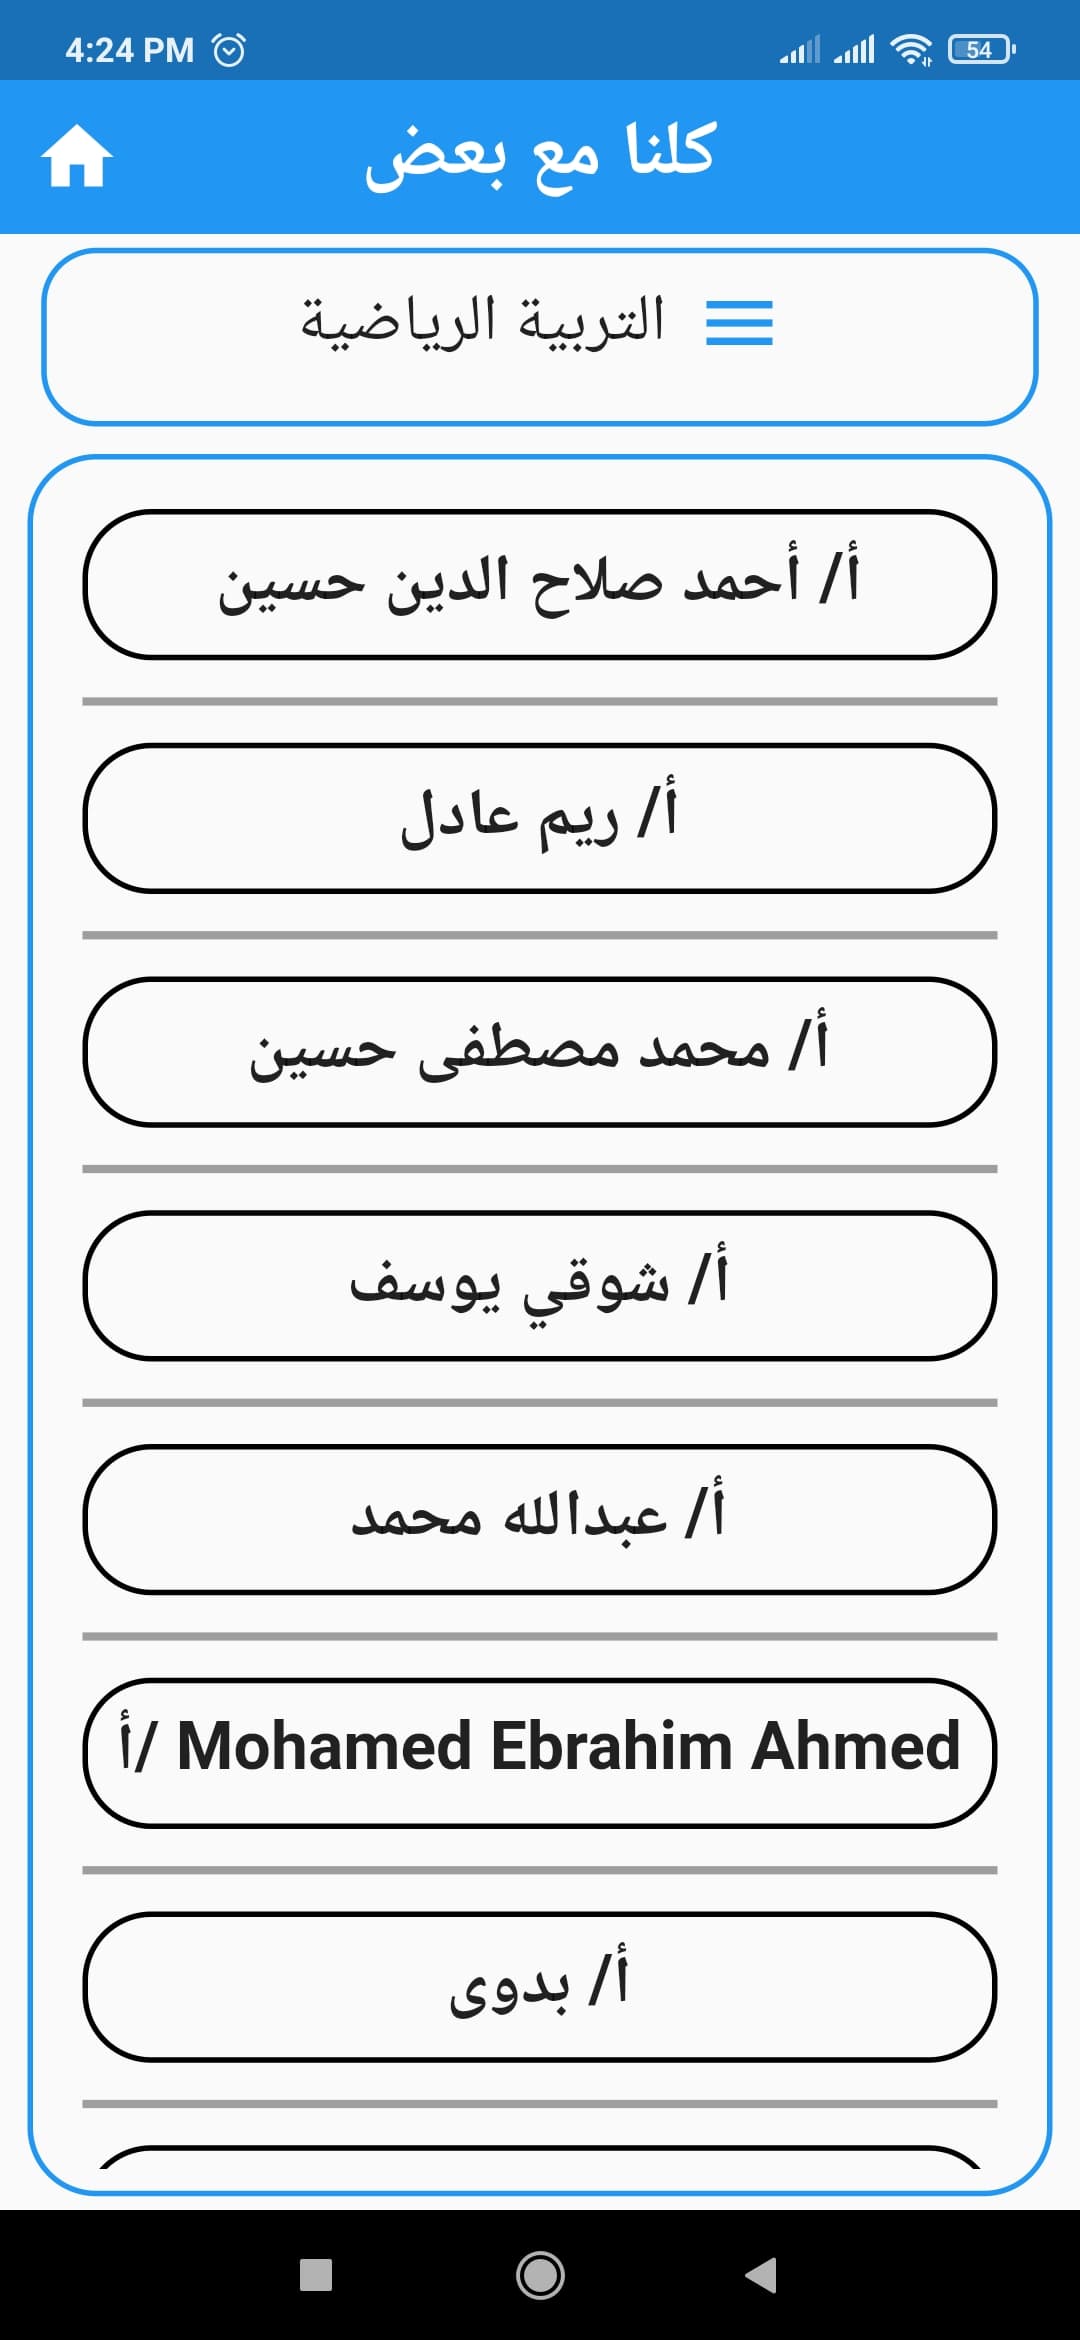 4:24 PM 54
كلنا مع بعض
التربية الرياضية
أ/ أحمد صلاح الدين حسين
أ/ ريم عادل
أ/ محمد مصطفى حسين
أ/ شوقي يوسف
أ/ عبدالله محمد
أ/ Mohamed Ebrahim Ahmed
أ/ بدوى